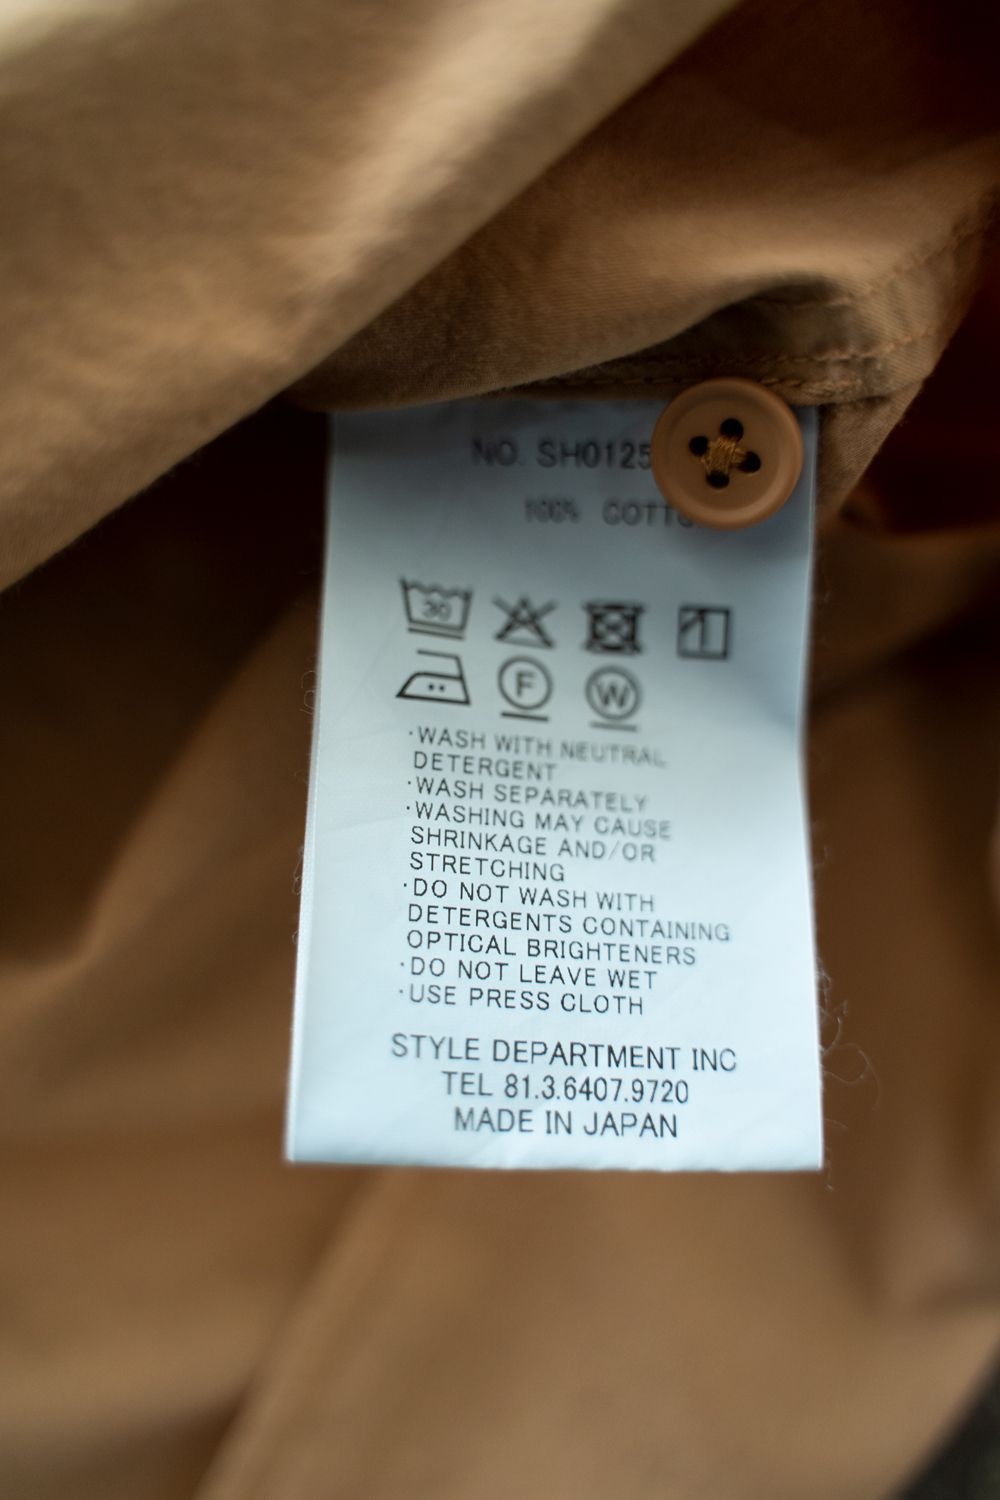 NO. SH0125
100%
30
F W
·WASH WITH NEUTRAL
DETERGENT
·WASH SEPARATELY
·WASHING MAY CAUSE
SHRINKAGE AND/OR
STRETCHING
·DO NOT WASH WITH
DETERGENTS CONTAINING
OPTICAL BRIGHTENERS
·DO NOT LEAVE WET
·USE PRESS CLOTH
STYLE DEPARTMENT INC
TEL 81.3.6407.9720
MADE IN JAPAN